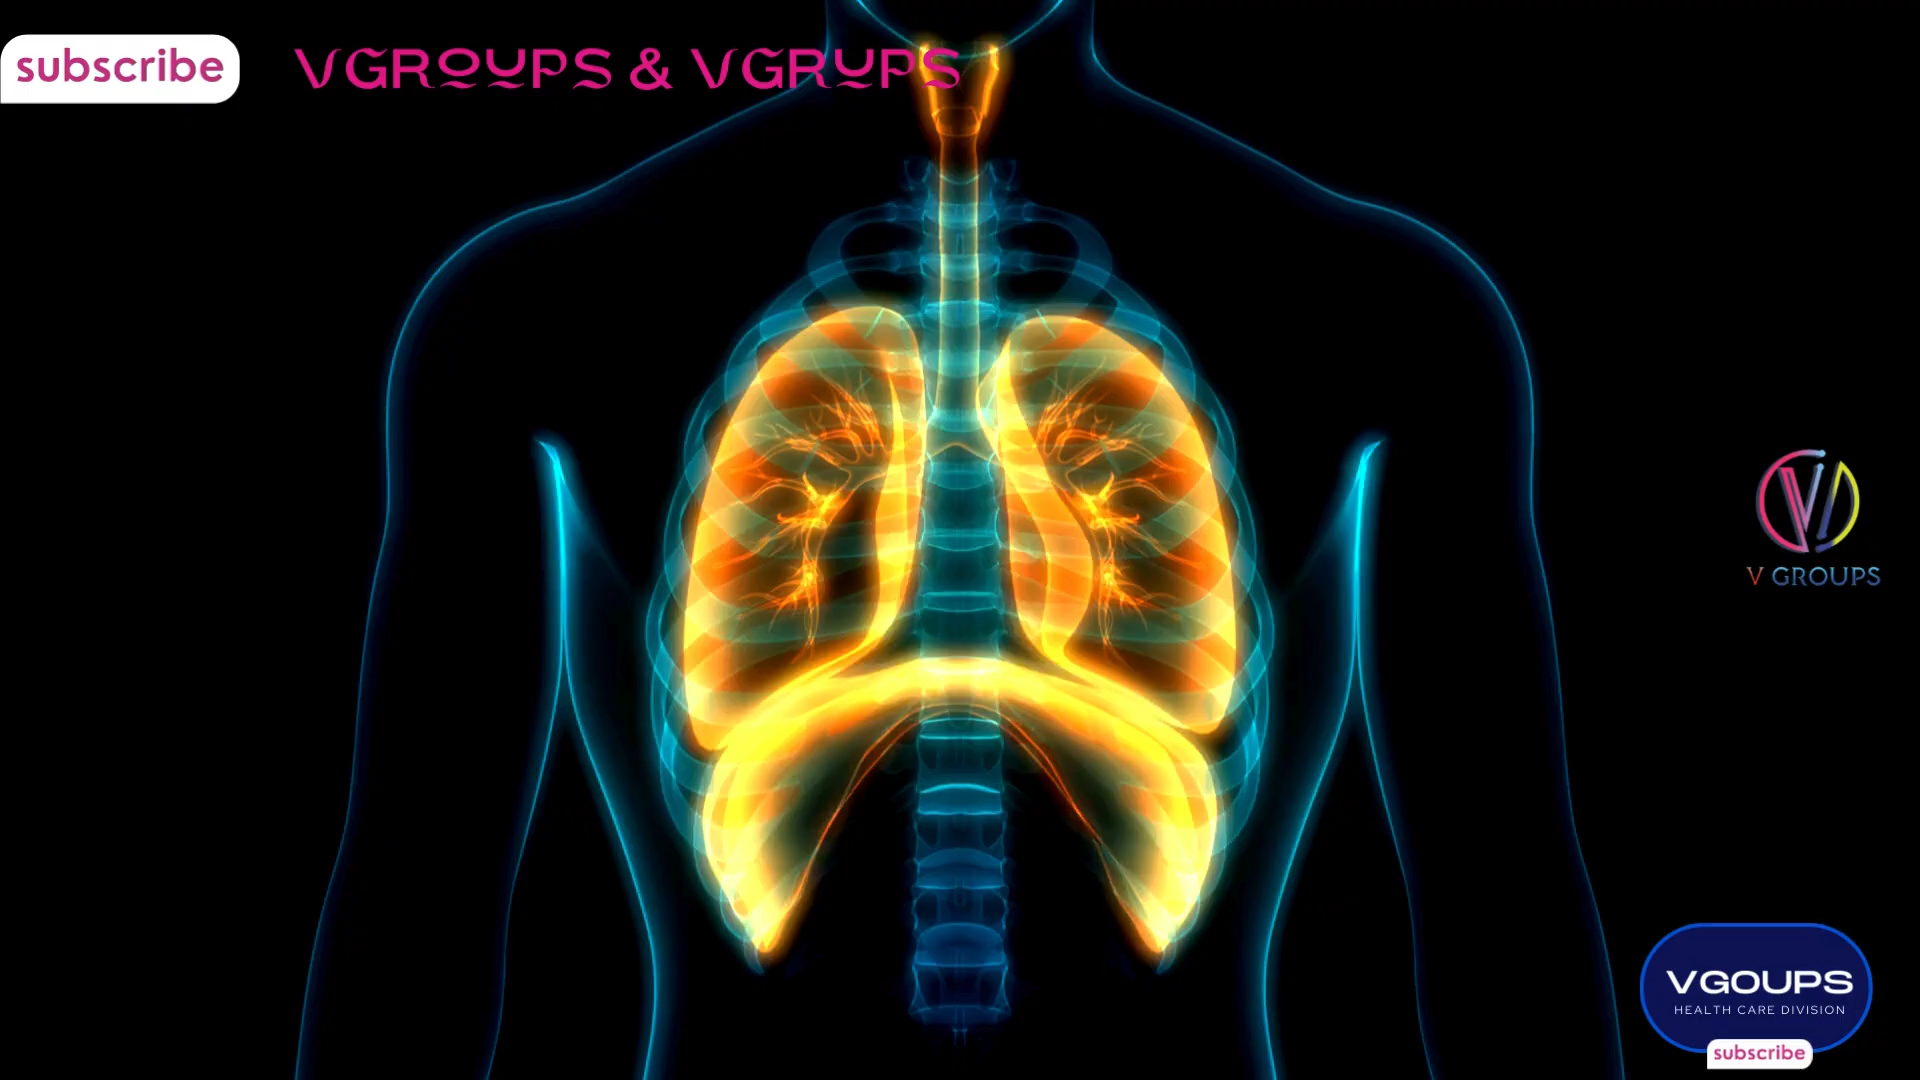 subscribe
VGROUPS & VGRUPS
V GROUPS
VGOUPS
HEALTH CARE DIVISION
subscribe